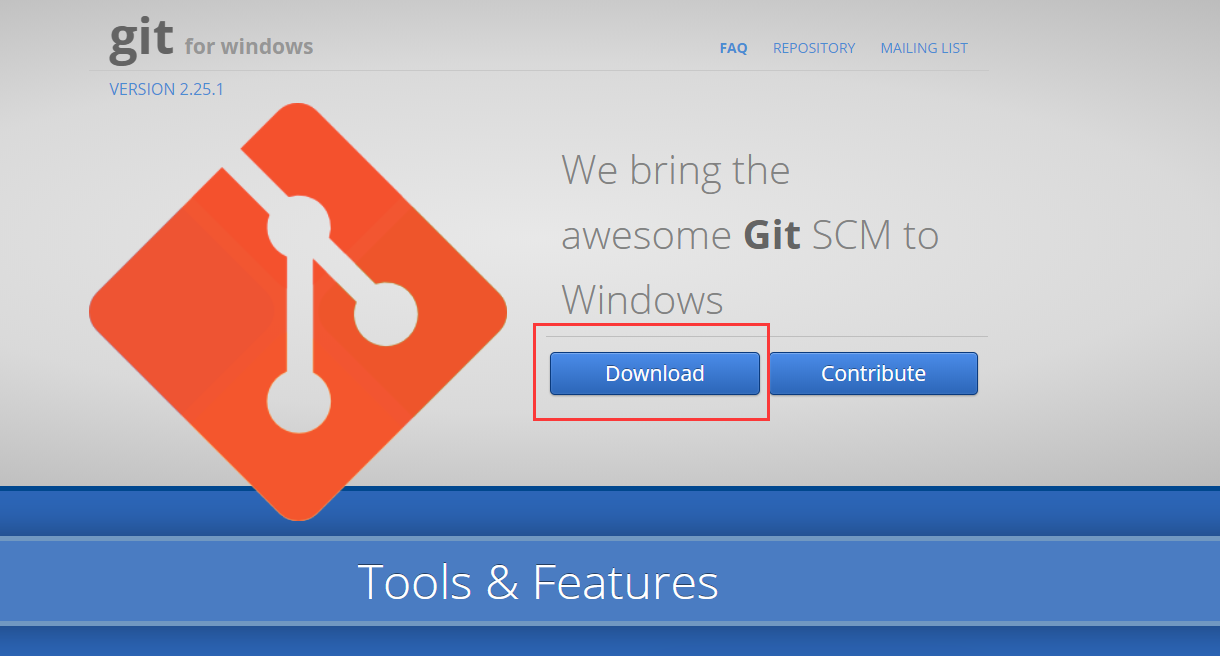 git for windows
FAQ REPOSITORY MAILING LIST
VERSION 2.25.1
We bring the
awesome Git SCM to
Windows
Download Contribute
Tools & Features